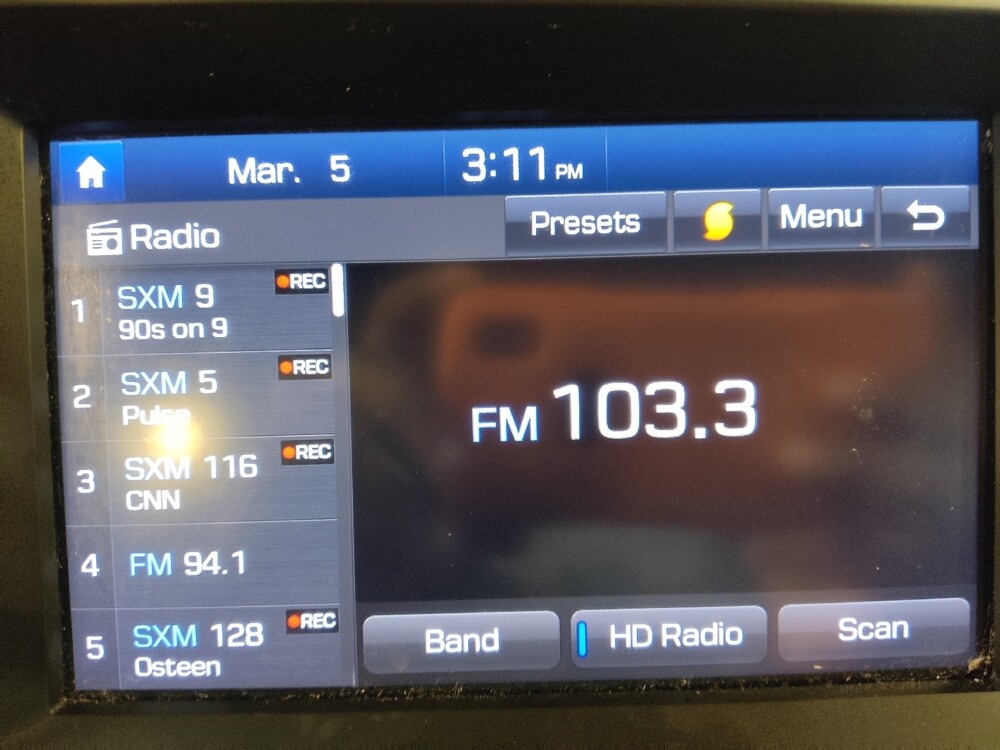 Mar. 5 3:11 PM
Radio Presets Menu
1 SXM 9 REC
90s on 9
2 SXM 5 REC
Pulse
3 SXM 116 REC
CNN
4 FM 94.1
5 SXM 128 REC
Osteen
FM 103.3
Band HD Radio Scan